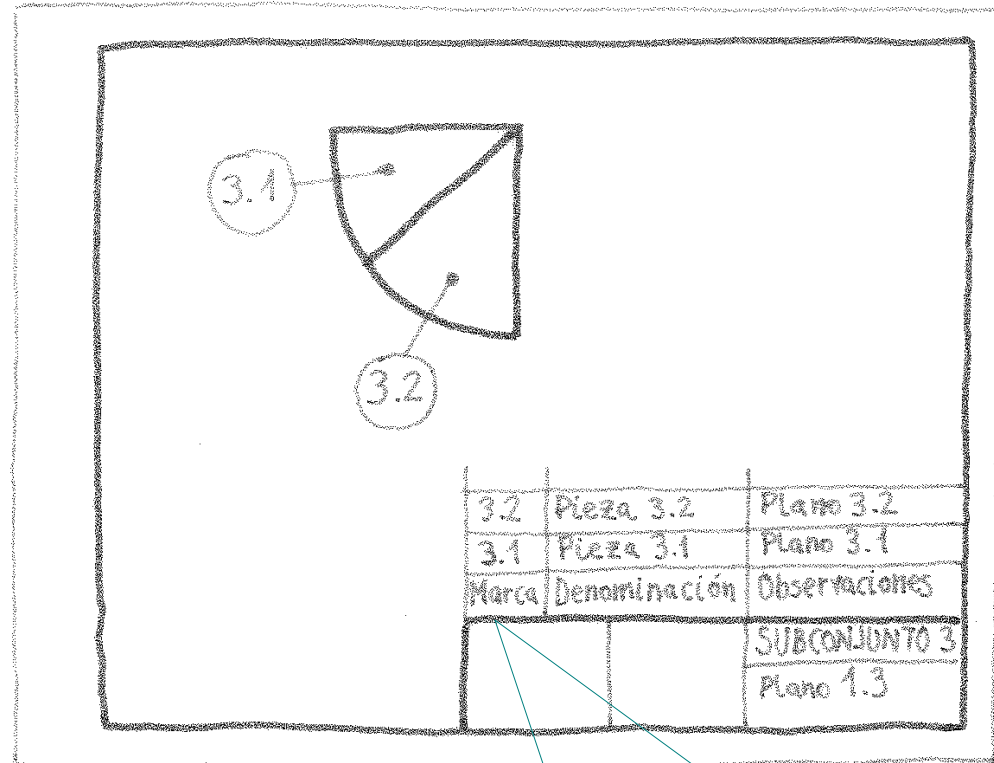 3.1
3.2
3.2 Pieza 3.2 Plano 3.2
3.1 Pieza 3.1 Plano 3.1
Marca Denominación Observaciones
SUBCONJUNTO 3
Plano 1.3